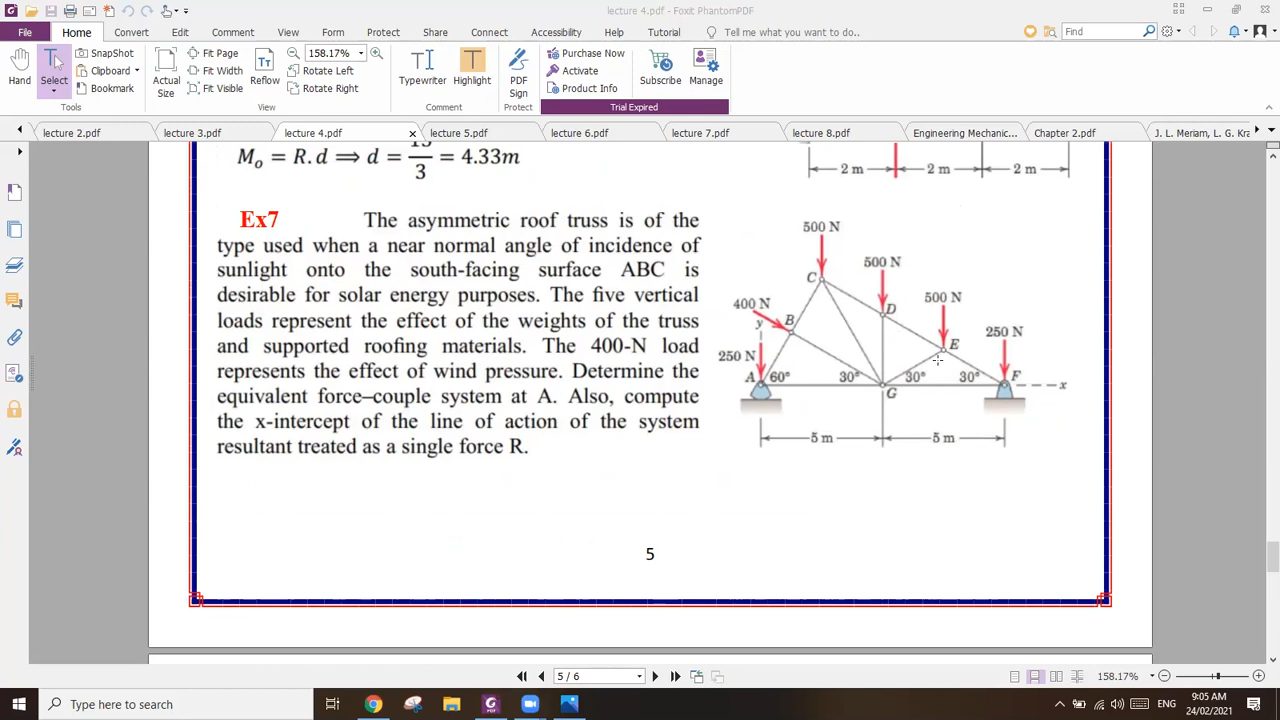 lecture 4.pdf - Foxit PhantomPDF
File Home Convert Edit Comment View Form Protect Share Connect Accessibility Help Tutorial Tell me what you want to do... Find
Hand
Select
SnapShot
Clipboard
Bookmark
Tools
Actual Size
Fit Page
Fit Width
Fit Visible
Reflow
158.17%
Rotate Left
Rotate Right
View
Typewriter
Highlight
Comment
PDF Sign
Protect
Purchase Now
Activate
Product Info
Trial Expired
Subscribe
Manage
lecture 2.pdf lecture 3.pdf lecture 4.pdf lecture 5.pdf lecture 6.pdf lecture 7.pdf lecture 8.pdf Engineering Mechanic... Chapter 2.pdf J. L. Meriam, L. G. Kra
Mo = R.d ⟹ d = 13/3 = 4.33m
2 m 2 m 2 m
Ex7 The asymmetric roof truss is of the
type used when a near normal angle of incidence of
sunlight onto the south-facing surface ABC is
desirable for solar energy purposes. The five vertical
loads represent the effect of the weights of the truss
and supported roofing materials. The 400-N load
represents the effect of wind pressure. Determine the
equivalent force–couple system at A. Also, compute
the x-intercept of the line of action of the system
resultant treated as a single force R.
500 N
500 N
C
500 N
400 N
D
y
B
250 N
E
250 N
A 60° 30° 30° 30° F
x
G
5 m 5 m
5
5 / 6
158.17%
Type here to search
ENG
9:05 AM
24/02/2021